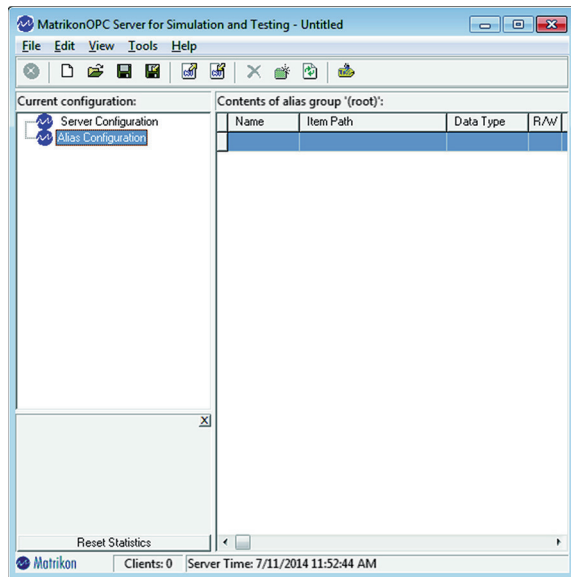 MatrikonOPC Server for Simulation and Testing - Untitled
File Edit View Tools Help
Current configuration:
Contents of alias group '(root)':
Server Configuration
Alias Configuration
Name Item Path Data Type R/W
X
Reset Statistics
Matrikon Clients: 0 Server Time: 7/11/2014 11:52:44 AM